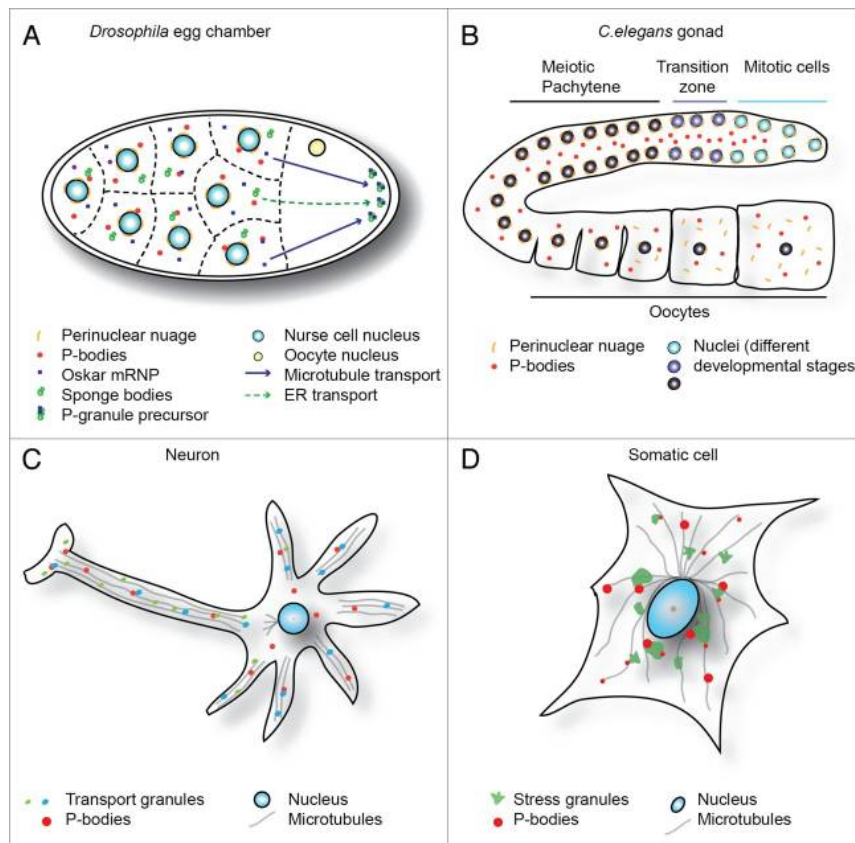 A
Drosophila egg chamber
Perinuclear nuage
P-bodies
Oskar mRNP
Sponge bodies
P-granule precursor
Nurse cell nucleus
Oocyte nucleus
Microtubule transport
ER transport
B
C.elegans gonad
Meiotic
Pachytene
Transition
zone
Mitotic cells
Oocytes
Perinuclear nuage
P-bodies
Nuclei (different
developmental stages
C
Neuron
Transport granules
P-bodies
Nucleus
Microtubules
D
Somatic cell
Stress granules
P-bodies
Nucleus
Microtubules